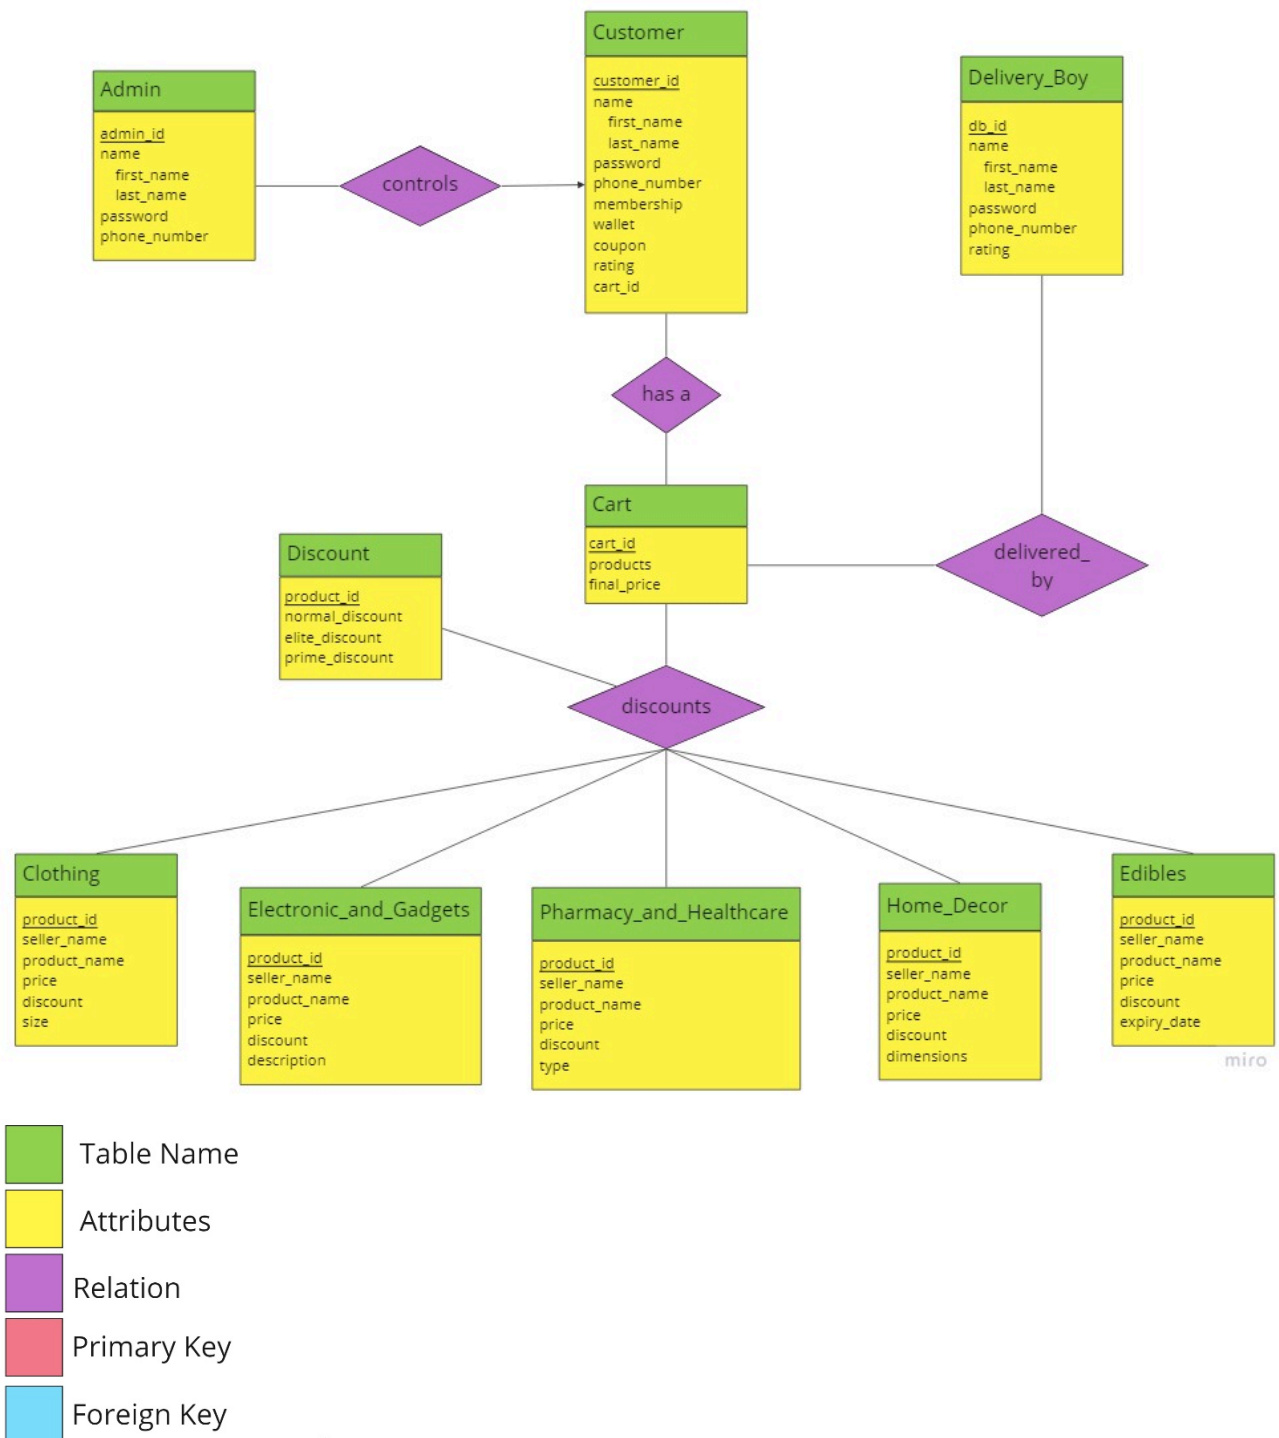 Customer
customer_id
name
first_name
last_name
password
phone_number
membership
wallet
coupon
rating
cart_id
Admin
admin_id
name
first_name
last_name
password
phone_number
controls
Delivery_Boy
db_id
name
first_name
last_name
password
phone_number
rating
has a
Cart
cart_id
products
final_price
delivered_
by
Discount
product_id
normal_discount
elite_discount
prime_discount
discounts
Clothing
product_id
seller_name
product_name
price
discount
size
Electronic_and_Gadgets
product_id
seller_name
product_name
price
discount
description
Pharmacy_and_Healthcare
product_id
seller_name
product_name
price
discount
type
Home_Decor
product_id
seller_name
product_name
price
discount
dimensions
Edibles
product_id
seller_name
product_name
price
discount
expiry_date
miro
Table Name
Attributes
Relation
Primary Key
Foreign Key